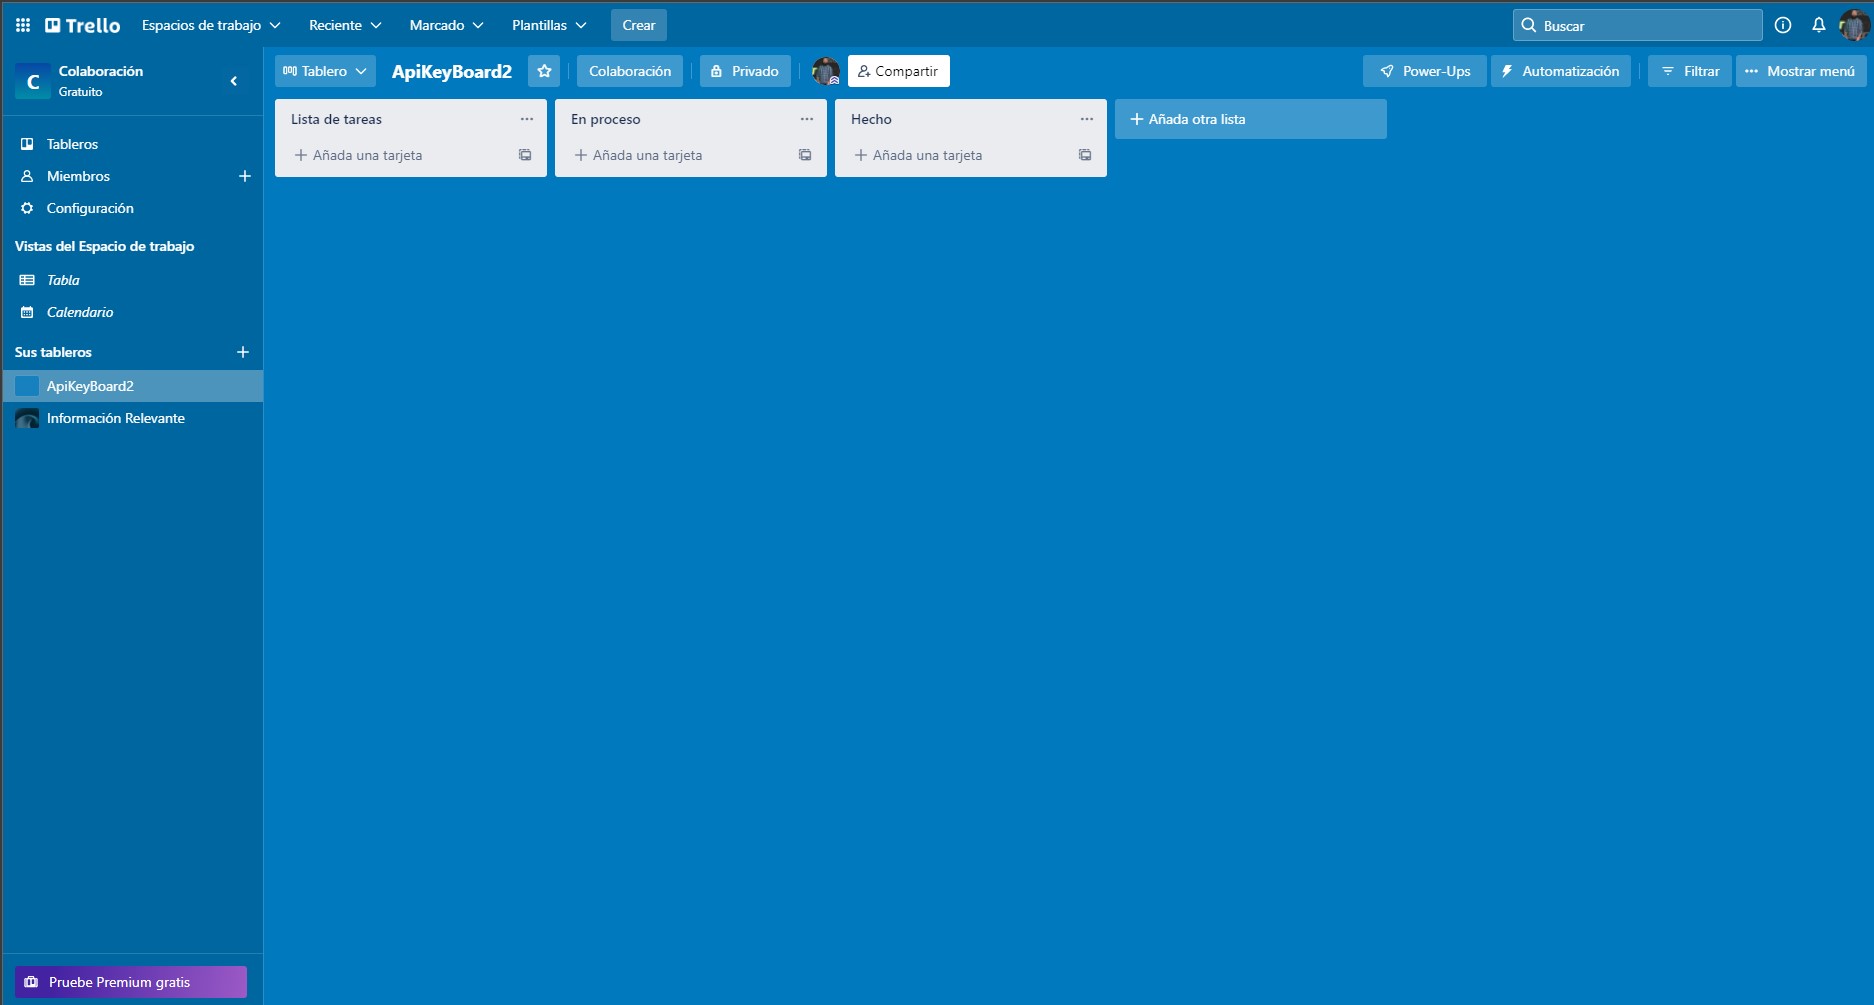 Trello Espacios de trabajo Reciente Marcado Plantillas Crear Buscar
C Colaboración
Gratuito
Tableros
Miembros
Configuración
Vistas del Espacio de trabajo
Tabla
Calendario
Sus tableros
ApiKeyBoard2
Información Relevante
Pruebe Premium gratis
Tablero ApiKeyBoard2 Colaboración Privado Compartir Power-Ups Automatización Filtrar Mostrar menú
Lista de tareas
Añada una tarjeta
En proceso
Añada una tarjeta
Hecho
Añada una tarjeta
Añada otra lista